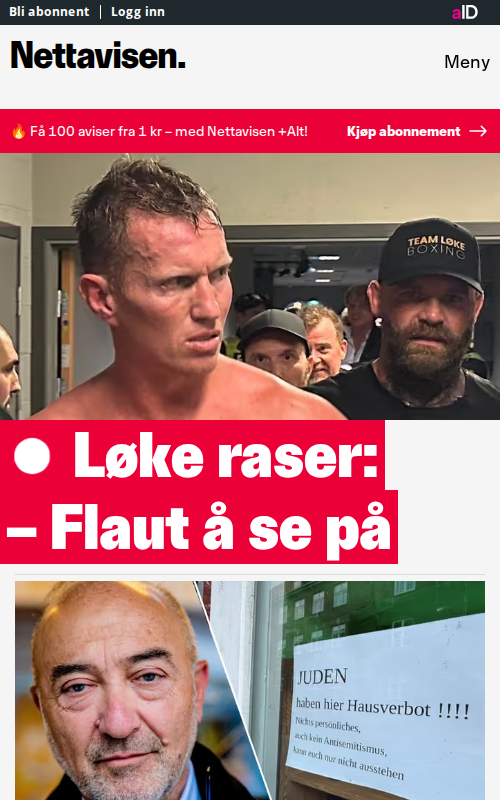 Bli abonnent
Logg inn
aID
Nettavisen.
Meny
🔥 Få 100 aviser fra 1 kr – med Nettavisen +Alt!
Kjøp abonnement →
TEAM LØKE
BOXING
Løke raser:
– Flaut å se på
JUDEN
haben hier Hausverbot !!!!
Nichts persönliches,
auch kein Antisemitismus,
kann euch nur nicht ausstehen